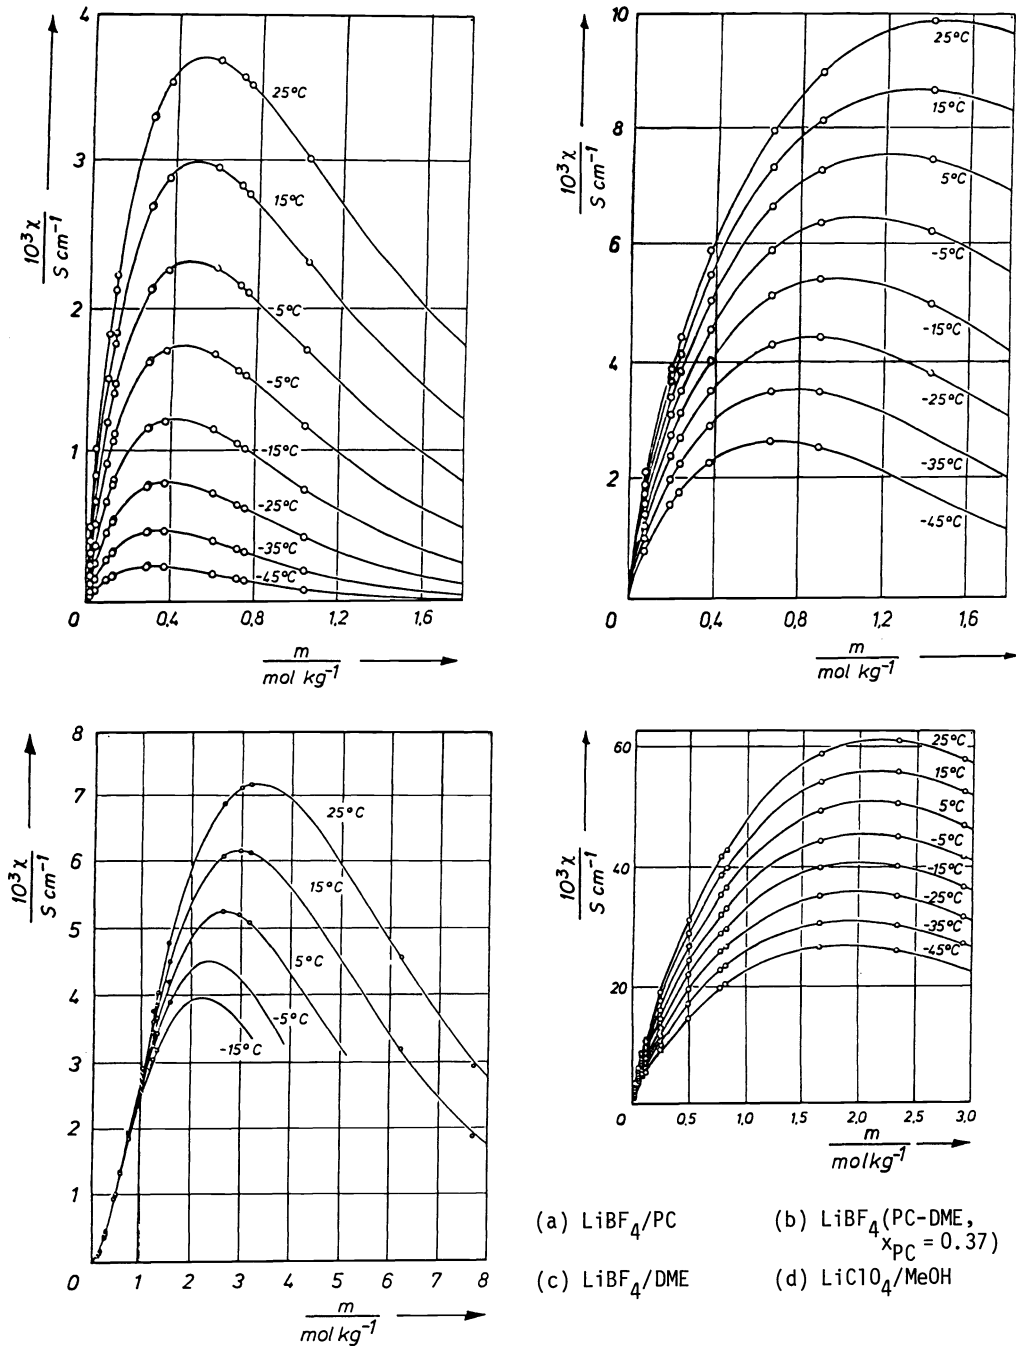 4
3
2
1
0
0,4
0,8
1,2
1,6
10³χ
S cm⁻¹
25°C
15°C
-5°C
-5°C
-15°C
-25°C
-35°C
-45°C
m
mol kg⁻¹
10
8
6
4
2
0
0,4
0,8
1,2
1,6
10³χ
S cm⁻¹
25°C
15°C
5°C
-5°C
-15°C
-25°C
-35°C
-45°C
m
mol kg⁻¹
8
7
6
5
4
3
2
1
0
1
2
3
4
5
6
7
8
10³χ
S cm⁻¹
25°C
15°C
5°C
-5°C
-15°C
m
mol kg⁻¹
60
40
20
0
0,5
1,0
1,5
2,0
2,5
3,0
10³χ
S cm⁻¹
25°C
15°C
5°C
-5°C
-15°C
-25°C
-35°C
-45°C
m
molkg⁻¹
(a) LiBF₄/PC
(b) LiBF₄(PC-DME,
x_PC = 0.37)
(c) LiBF₄/DME
(d) LiClO₄/MeOH